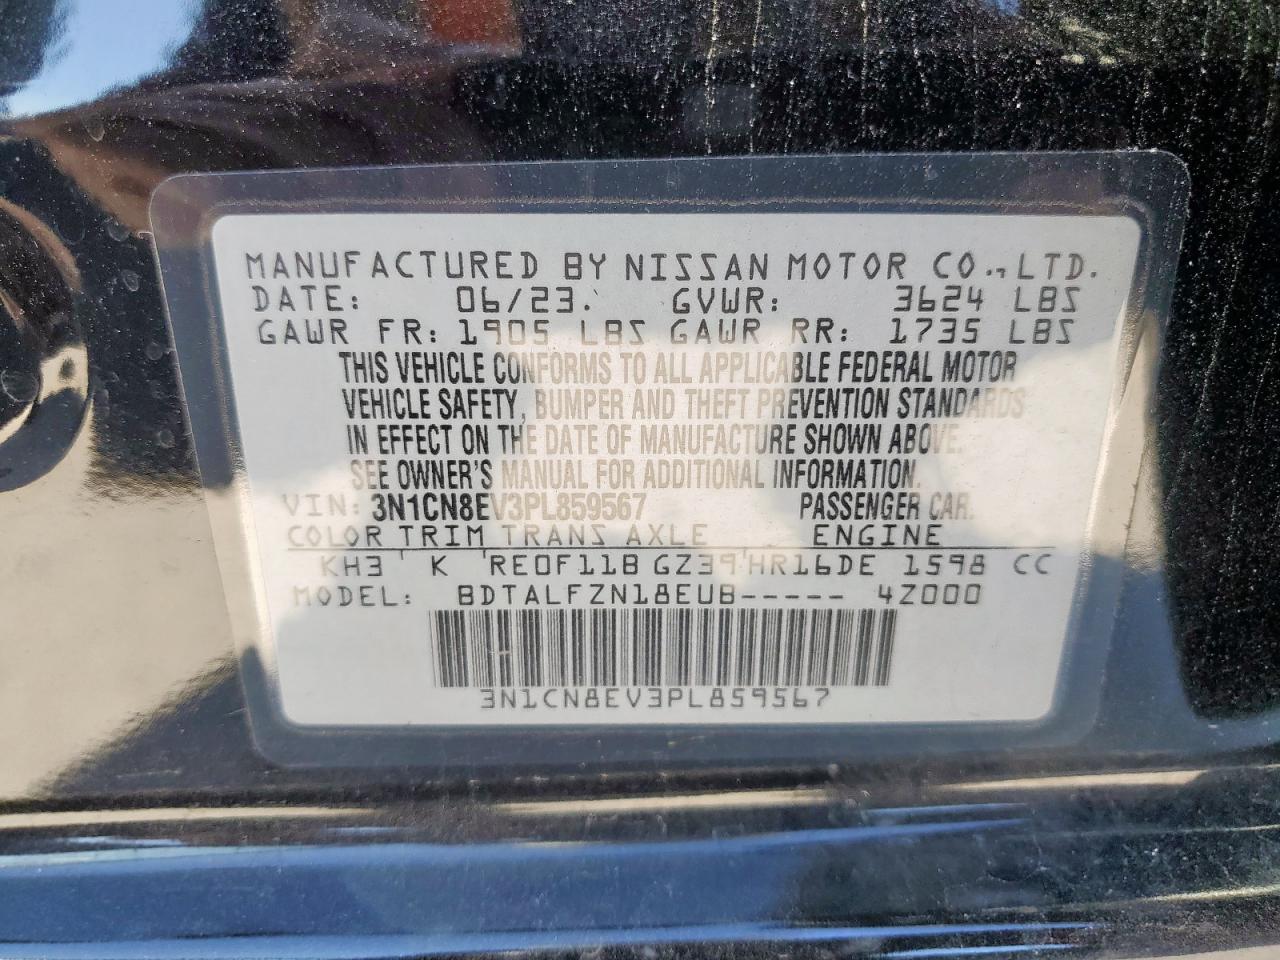 MANUFACTURED BY NISSAN MOTOR CO., LTD.
DATE: 06/23. GVWR: 3624 LBS
GAWR FR: 1905 LBS GAWR RR: 1735 LBS
THIS VEHICLE CONFORMS TO ALL APPLICABLE FEDERAL MOTOR
VEHICLE SAFETY, BUMPER AND THEFT PREVENTION STANDARDS
IN EFFECT ON THE DATE OF MANUFACTURE SHOWN ABOVE.
SEE OWNER'S MANUAL FOR ADDITIONAL INFORMATION.
VIN: 3N1CN8EV3PL859567 PASSENGER CAR.
COLOR TRIM TRANS AXLE ENGINE
KH3 ' K ' RE0F11B GZ39 ' HR16DE 1598 CC
MODEL: BDTALFZN18EUB----- 4Z000
3N1CN8EV3PL859567